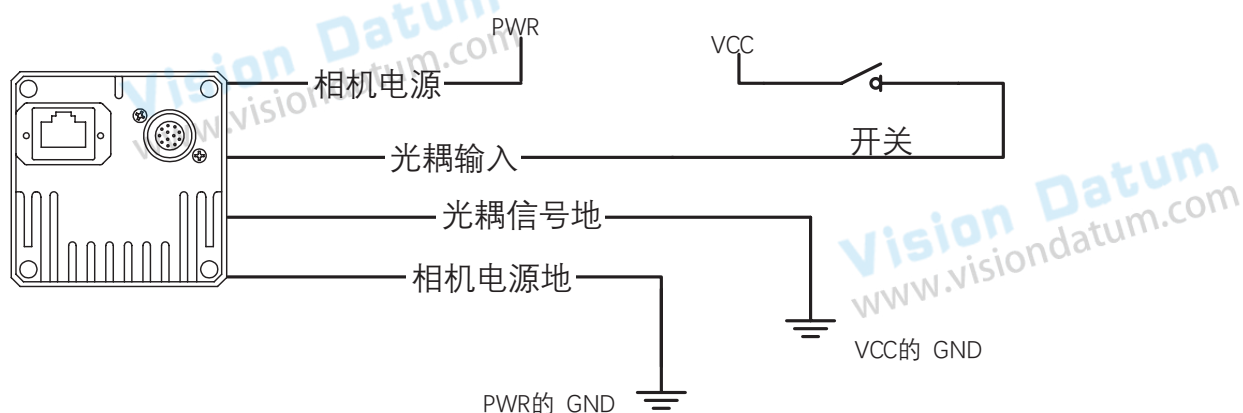 Vision Datum
www.visiondatum.com
PWR
VCC
相机电源
光耦输入
开关
光耦信号地
相机电源地
Vision Datum
www.visiondatum.com
VCC的 GND
PWR的 GND